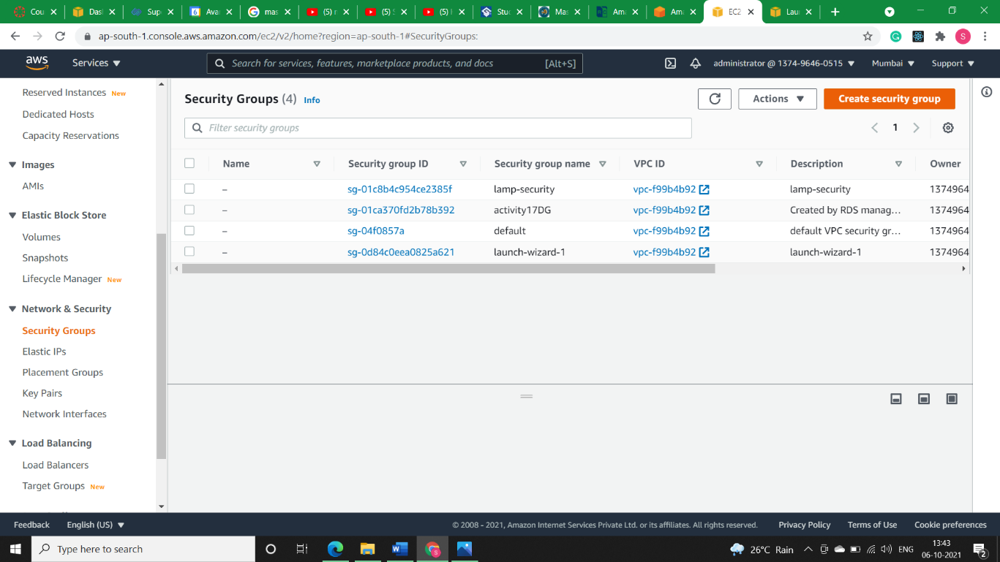 Cou
Das
Sup
6
Ava
mas
(5) r
(5) S
(5)
Stu
Mas
Am
Am
EC2
Lau
ap-south-1.console.aws.amazon.com/ec2/v2/home?region=ap-south-1#SecurityGroups:
S
aws
Services
Search for services, features, marketplace products, and docs
[Alt+S]
administrator @ 1374-9646-0515
Mumbai
Support
Reserved Instances New
Dedicated Hosts
Capacity Reservations
Images
AMIs
Elastic Block Store
Volumes
Snapshots
Lifecycle Manager New
Network & Security
Security Groups
Elastic IPs
Placement Groups
Key Pairs
Network Interfaces
Load Balancing
Load Balancers
Target Groups New
Security Groups (4) Info
Actions
Create security group
Filter security groups
1
Name Security group ID Security group name VPC ID Description Owner
– sg-01c8b4c954ce2385f lamp-security vpc-f99b4b92 lamp-security 1374964
– sg-01ca370fd2b78b392 activity17DG vpc-f99b4b92 Created by RDS manag... 1374964
– sg-04f0857a default vpc-f99b4b92 default VPC security gr... 1374964
– sg-0d84c0eea0825a621 launch-wizard-1 vpc-f99b4b92 launch-wizard-1 1374964
Feedback
English (US)
© 2008 - 2021, Amazon Internet Services Private Ltd. or its affiliates. All rights reserved.
Privacy Policy
Terms of Use
Cookie preferences
Type here to search
26°C Rain
ENG
13:43
06-10-2021
2